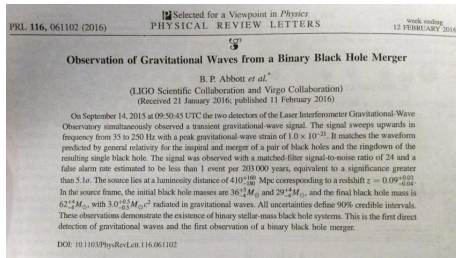 Selected for a Viewpoint in Physics
PRL 116, 061102 (2016) PHYSICAL REVIEW LETTERS week ending 12 FEBRUARY 2016
Observation of Gravitational Waves from a Binary Black Hole Merger
B. P. Abbott et al.*
(LIGO Scientific Collaboration and Virgo Collaboration)
(Received 21 January 2016; published 11 February 2016)
On September 14, 2015 at 09:50:45 UTC the two detectors of the Laser Interferometer Gravitational-Wave
Observatory simultaneously observed a transient gravitational-wave signal. The signal sweeps upwards in
frequency from 35 to 250 Hz with a peak gravitational-wave strain of 1.0 × 10⁻²¹. It matches the waveform
predicted by general relativity for the inspiral and merger of a pair of black holes and the ringdown of the
resulting single black hole. The signal was observed with a matched-filter signal-to-noise ratio of 24 and a
false alarm rate estimated to be less than 1 event per 203 000 years, equivalent to a significance greater
than 5.1σ. The source lies at a luminosity distance of 410⁺¹⁶⁰₋₁₈₀ Mpc corresponding to a redshift z = 0.09⁺⁰·⁰³₋₀.₀₄.
In the source frame, the initial black hole masses are 36⁺⁵₋₄M⊙ and 29⁺⁴₋₄M⊙, and the final black hole mass is
62⁺⁴₋₄M⊙, with 3.0⁺⁰·⁵₋₀.₅M⊙c² radiated in gravitational waves. All uncertainties define 90% credible intervals.
These observations demonstrate the existence of binary stellar-mass black hole systems. This is the first direct
detection of gravitational waves and the first observation of a binary black hole merger.
DOI: 10.1103/PhysRevLett.116.061102